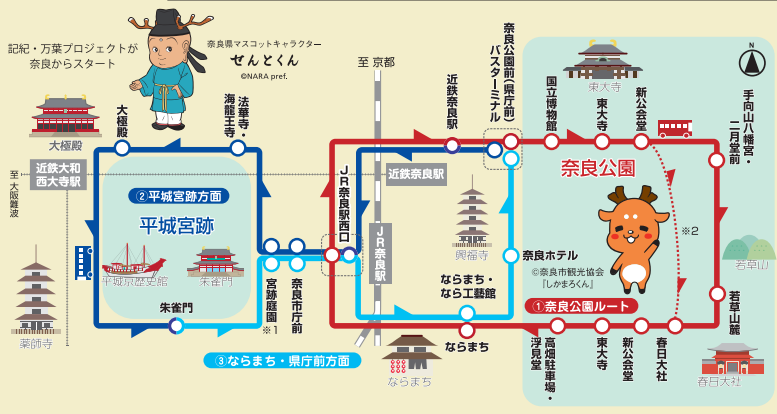 記紀・万葉プロジェクトが
奈良からスタート
奈良県マスコットキャラクター
せんとくん
©NARA pref.
至 京都
奈良公園前(県庁前)
バスターミナル
近鉄奈良駅
国立博物館
東大寺
東大寺
新公会堂
N
手向山八幡宮・
二月堂前
大極殿
大極殿
法華寺・
海龍王寺
近鉄大和
西大寺駅
至 大阪難波
②平城宮跡方面
平城宮跡
JR奈良駅西口
近鉄奈良駅
JR奈良駅
奈良公園
※2
興福寺
奈良ホテル
©奈良市観光協会
『しかまろくん』
若草山
平城京歴史館
朱雀門
朱雀門
宮跡庭園
※1
奈良市庁前
ならまち・
なら工藝館
①奈良公園ルート
若草山麓
薬師寺
③ならまち・県庁前方面
ならまち
ならまち
高畑駐車場・
浮見堂
東大寺
新公会堂
春日大社
春日大社